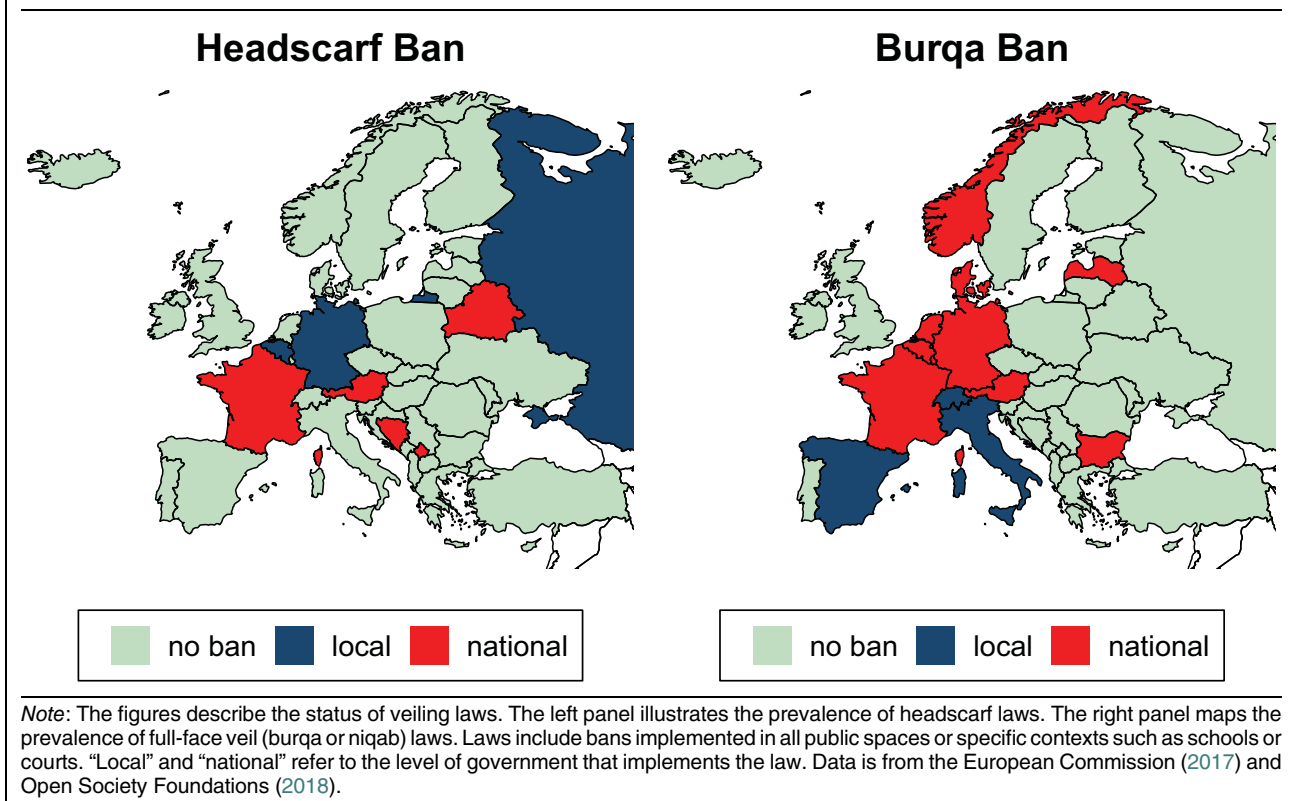 Headscarf Ban
Burqa Ban
no ban local national
no ban local national
Note: The figures describe the status of veiling laws. The left panel illustrates the prevalence of headscarf laws. The right panel maps the
prevalence of full-face veil (burqa or niqab) laws. Laws include bans implemented in all public spaces or specific contexts such as schools or
courts. “Local” and “national” refer to the level of government that implements the law. Data is from the European Commission (2017) and
Open Society Foundations (2018).